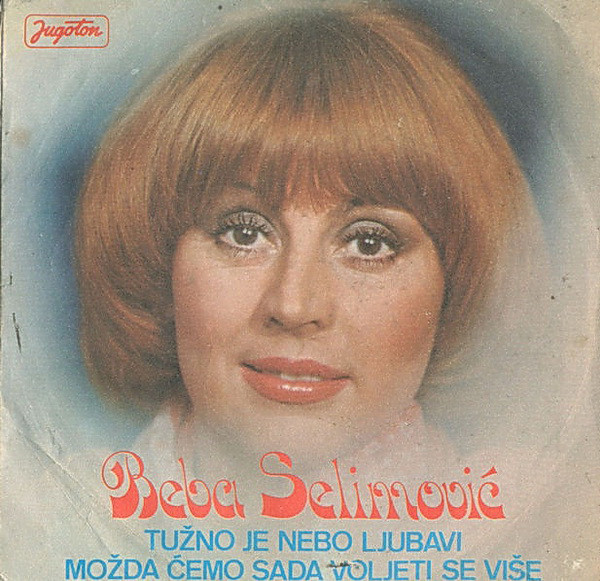 Jugoton
Beba Selimović
TUŽNO JE NEBO LJUBAVI
MOŽDA ĆEMO SADA VOLJETI SE VIŠE